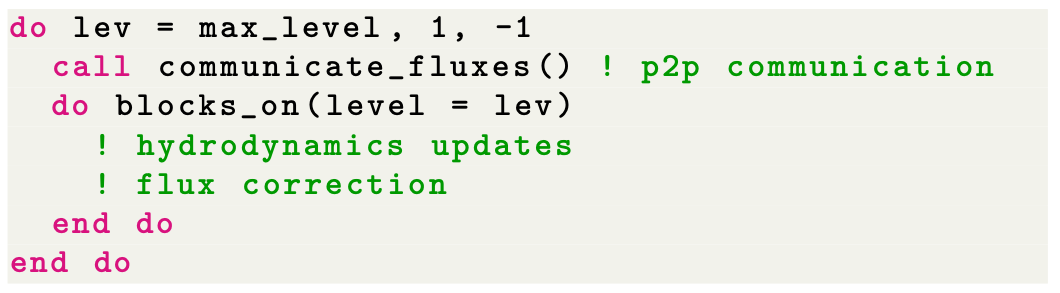 do lev = max_level, 1, -1
  call communicate_fluxes() ! p2p communication
  do blocks_on(level = lev)
    ! hydrodynamics updates
    ! flux correction
  end do
end do